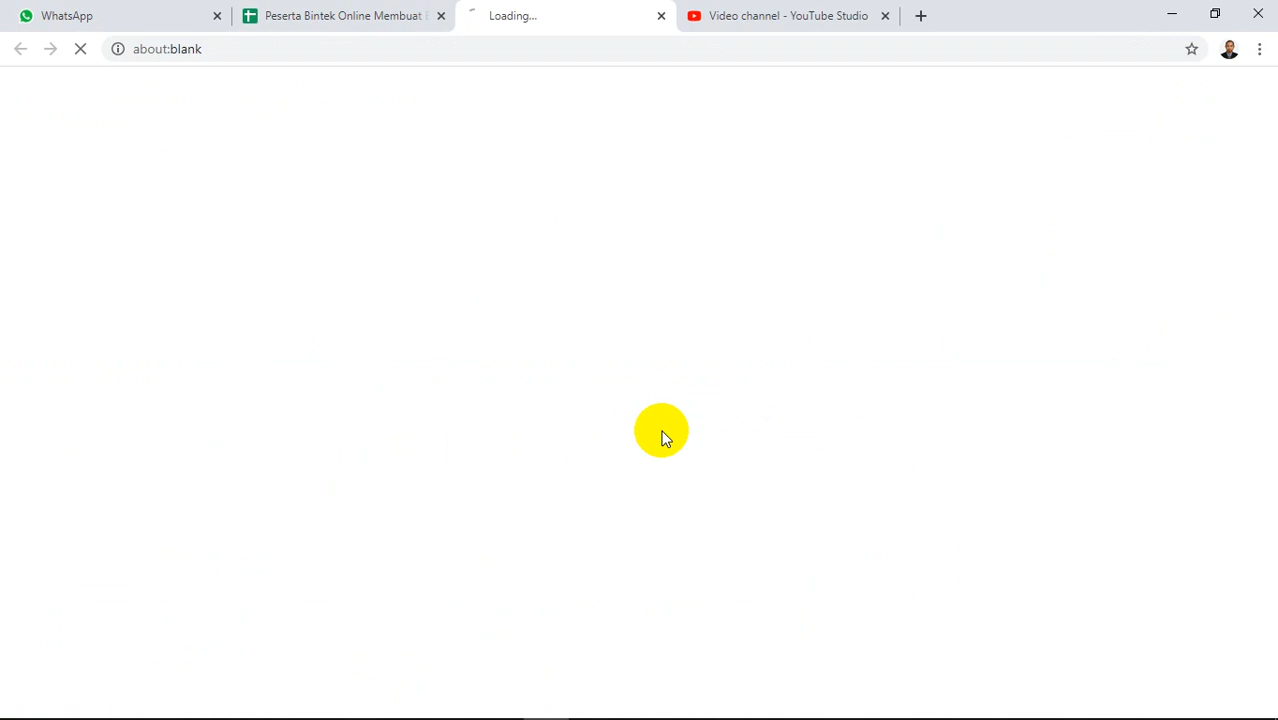 WhatsApp
Peserta Bintek Online Membuat
Loading...
Video channel - YouTube Studio
about:blank